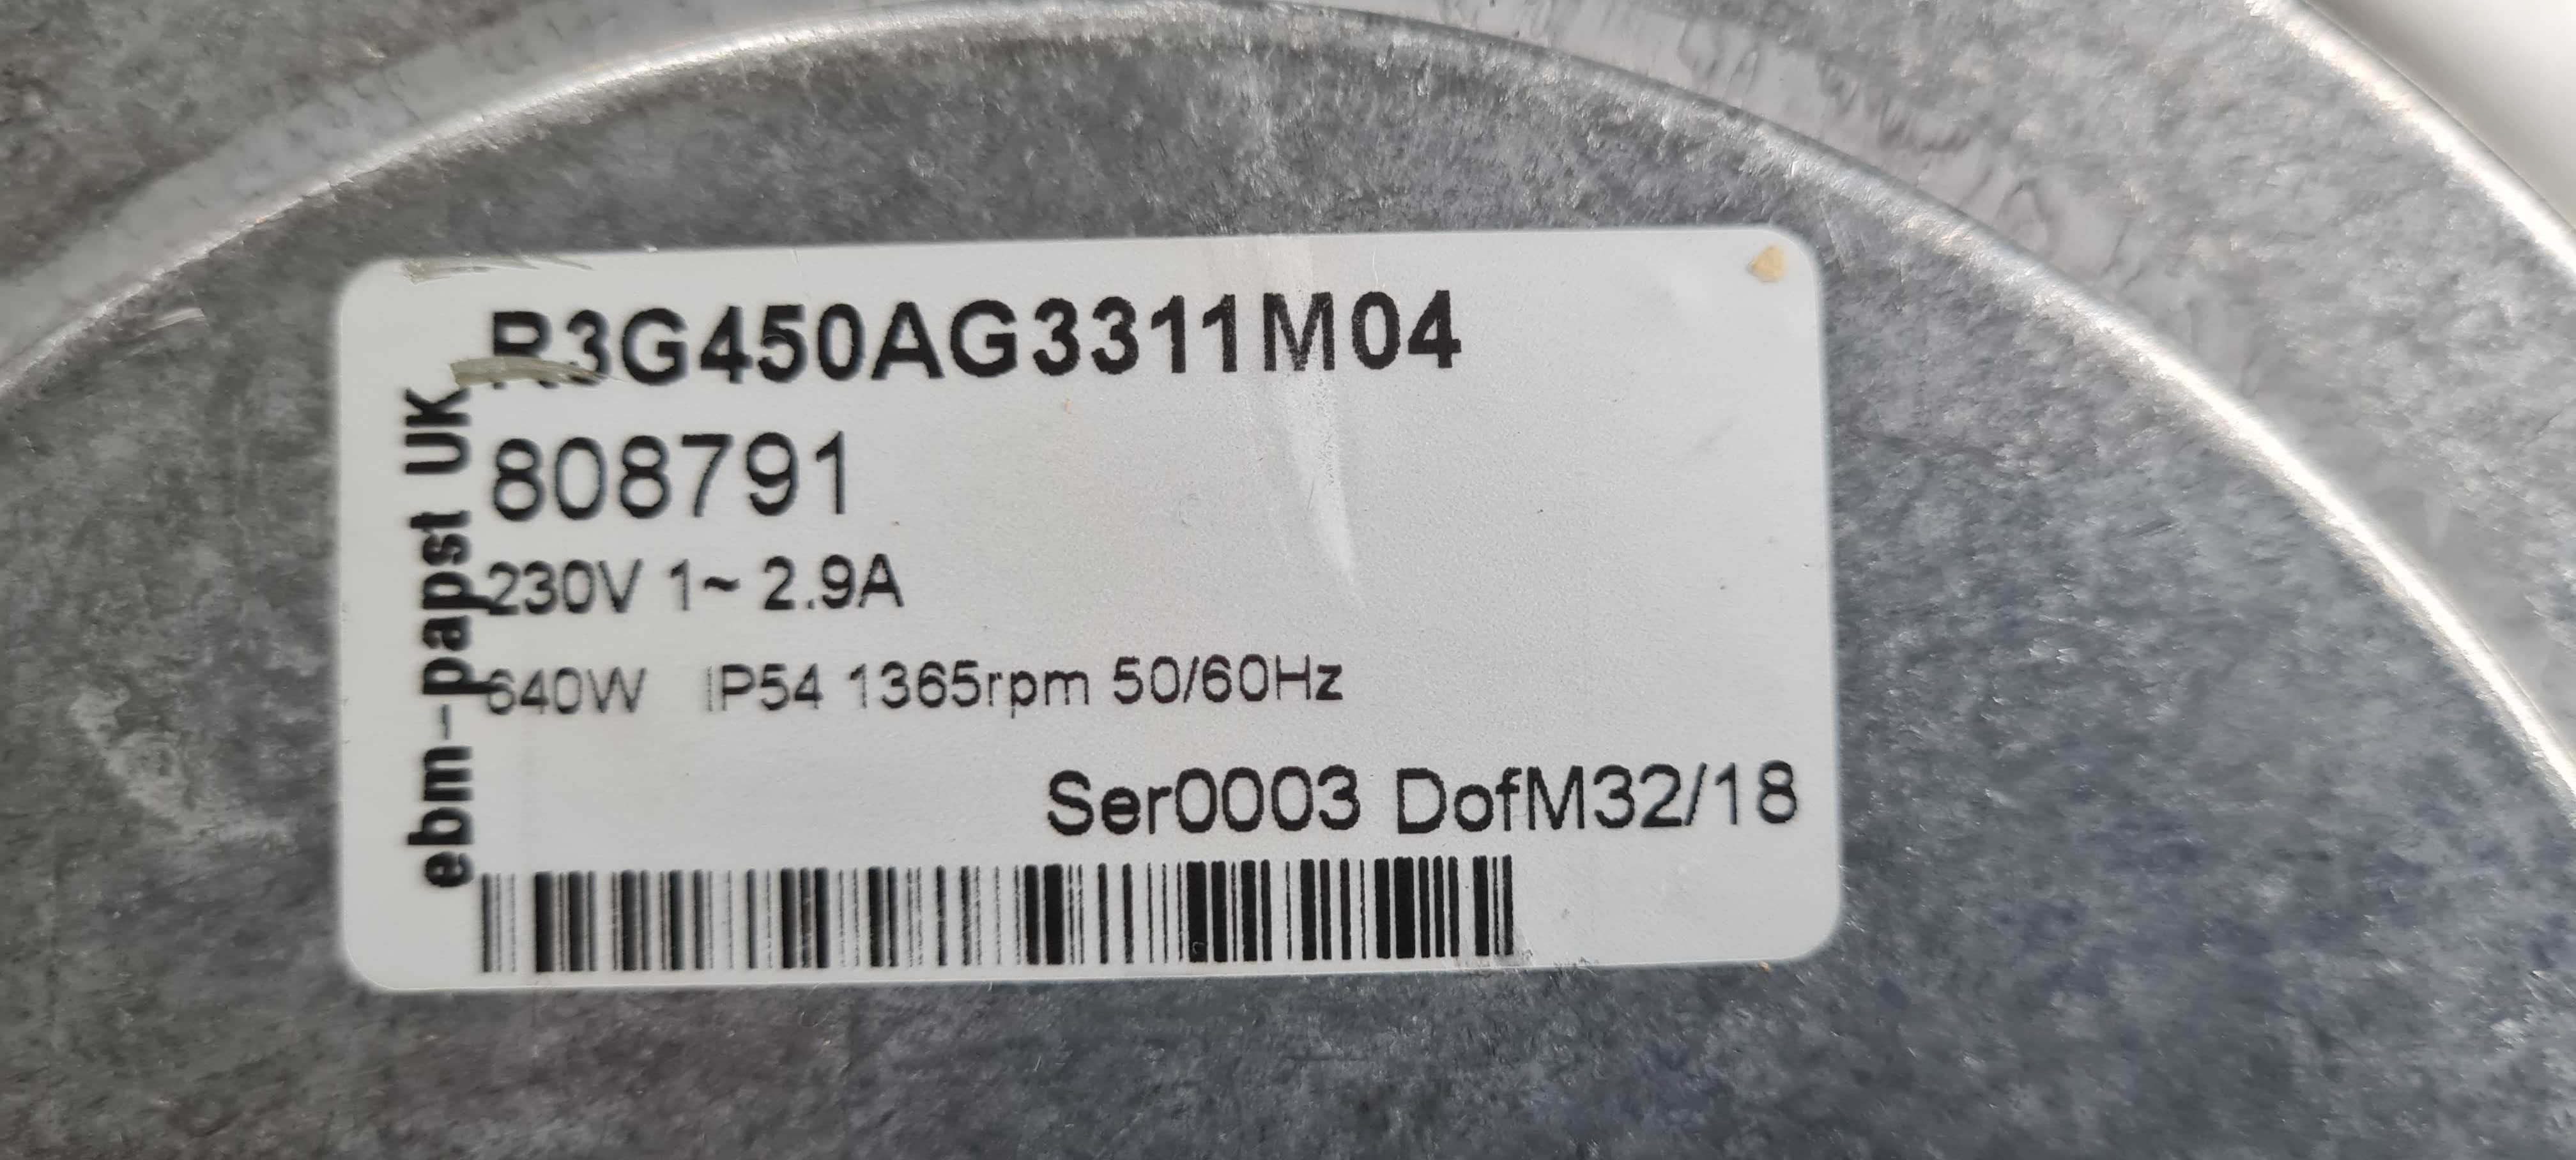 R3G450AG3311M04
808791
230V 1~ 2.9A
640W IP54 1365rpm 50/60Hz
Ser0003 DofM32/18
ebm-papst UK